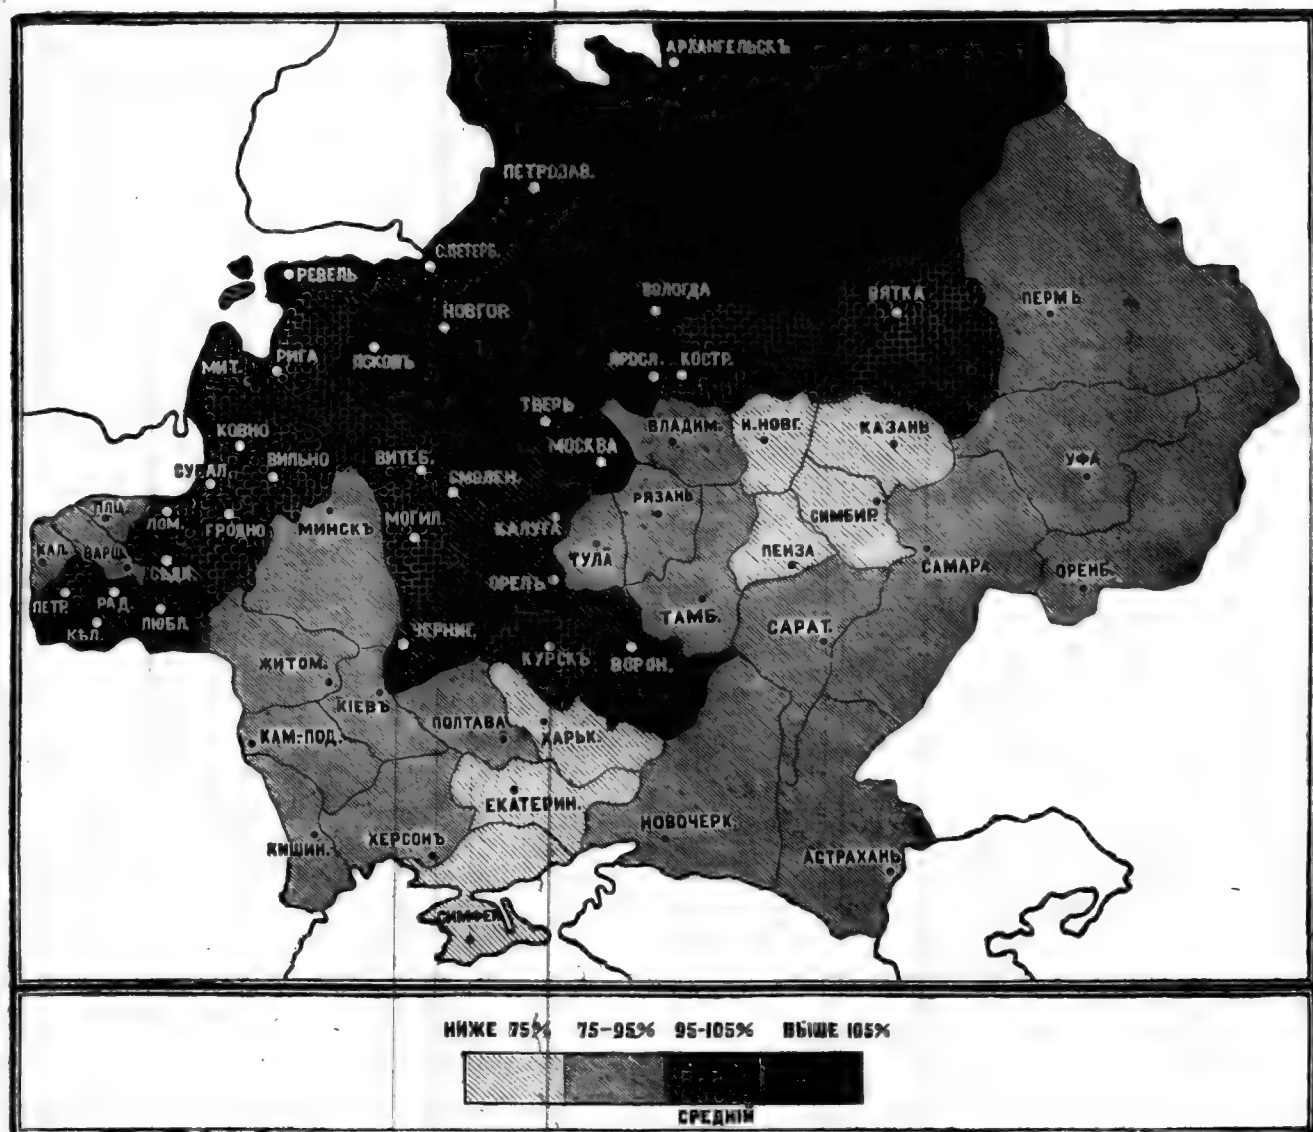 АРХАНГЕЛЬСКЪ
ПЕТРОЗАВ.
С.ПЕТЕРБ.
РЕВЕЛЬ
ВОЛОГДА
ВЯТКА
ПЕРМЬ
НОВГОР.
РИГА
ПСКОВЪ
МИТ.
ЯРОСЛ.
КОСТР.
ТВЕРЬ
ВЛАДИМ.
Н.НОВГ.
КАЗАНЬ
КОВНО
МОСКВА
ВИТЕБ.
ВИЛЬНО
СУВАЛ.
УФА
СМОЛЕН.
РЯЗАНЬ
ПЛЦ.
МИНСКЪ
ЛОМ.
ГРОДНО
МОГИЛ.
КАЛУГА
СИМБИР.
КАЛ.
ВАРШ.
ПЕНЗА
ТУЛА
САМАРА
ОРЕНБ.
СѢДЛ.
ОРЕЛЪ
ПЕТР.
РАД.
ЛЮБЛ.
ТАМБ.
САРАТ.
КѢЛ.
ЧЕРНИГ.
КУРСКЪ
ВОРОН.
ЖИТОМ.
КІЕВЪ
ПОЛТАВА
ХАРЬК.
КАМ.-ПОД.
ЕКАТЕРИН.
НОВОЧЕРК.
ХЕРСОНЪ
КИШИН.
АСТРАХАНЬ
СИМФЕР.
НИЖЕ 75% 75-95% 95-105% ВЫШЕ 105%
СРЕДНІЙ